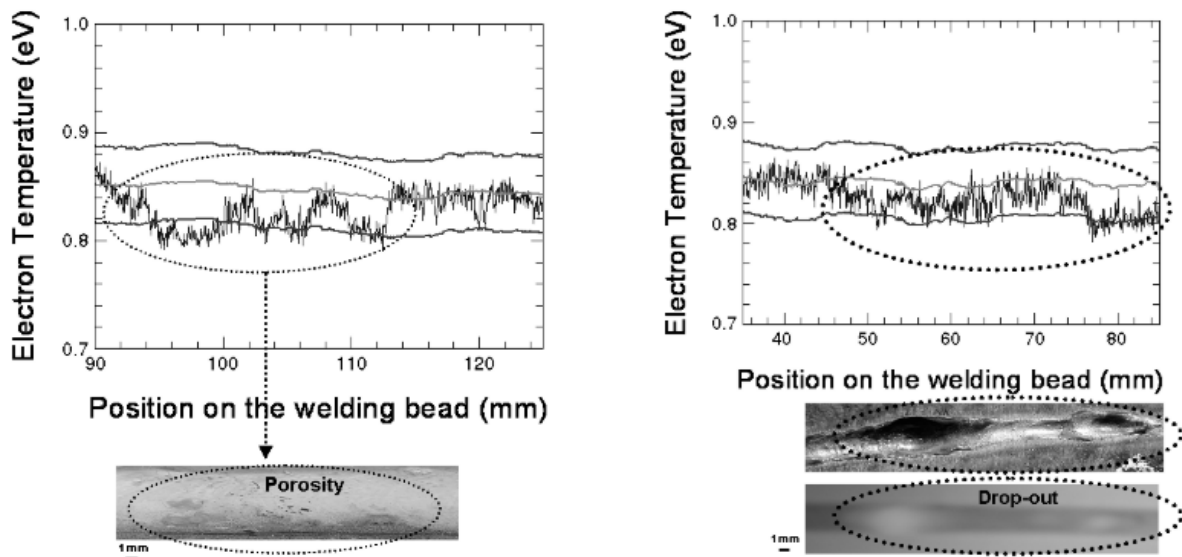 Electron Temperature (eV)
1.0
0.9
0.8
0.7
90
100
110
120
Position on the welding bead (mm)
Porosity
1mm
Electron Temperature (eV)
1.0
0.9
0.8
0.7
40
50
60
70
80
Position on the welding bead (mm)
Drop-out
1mm